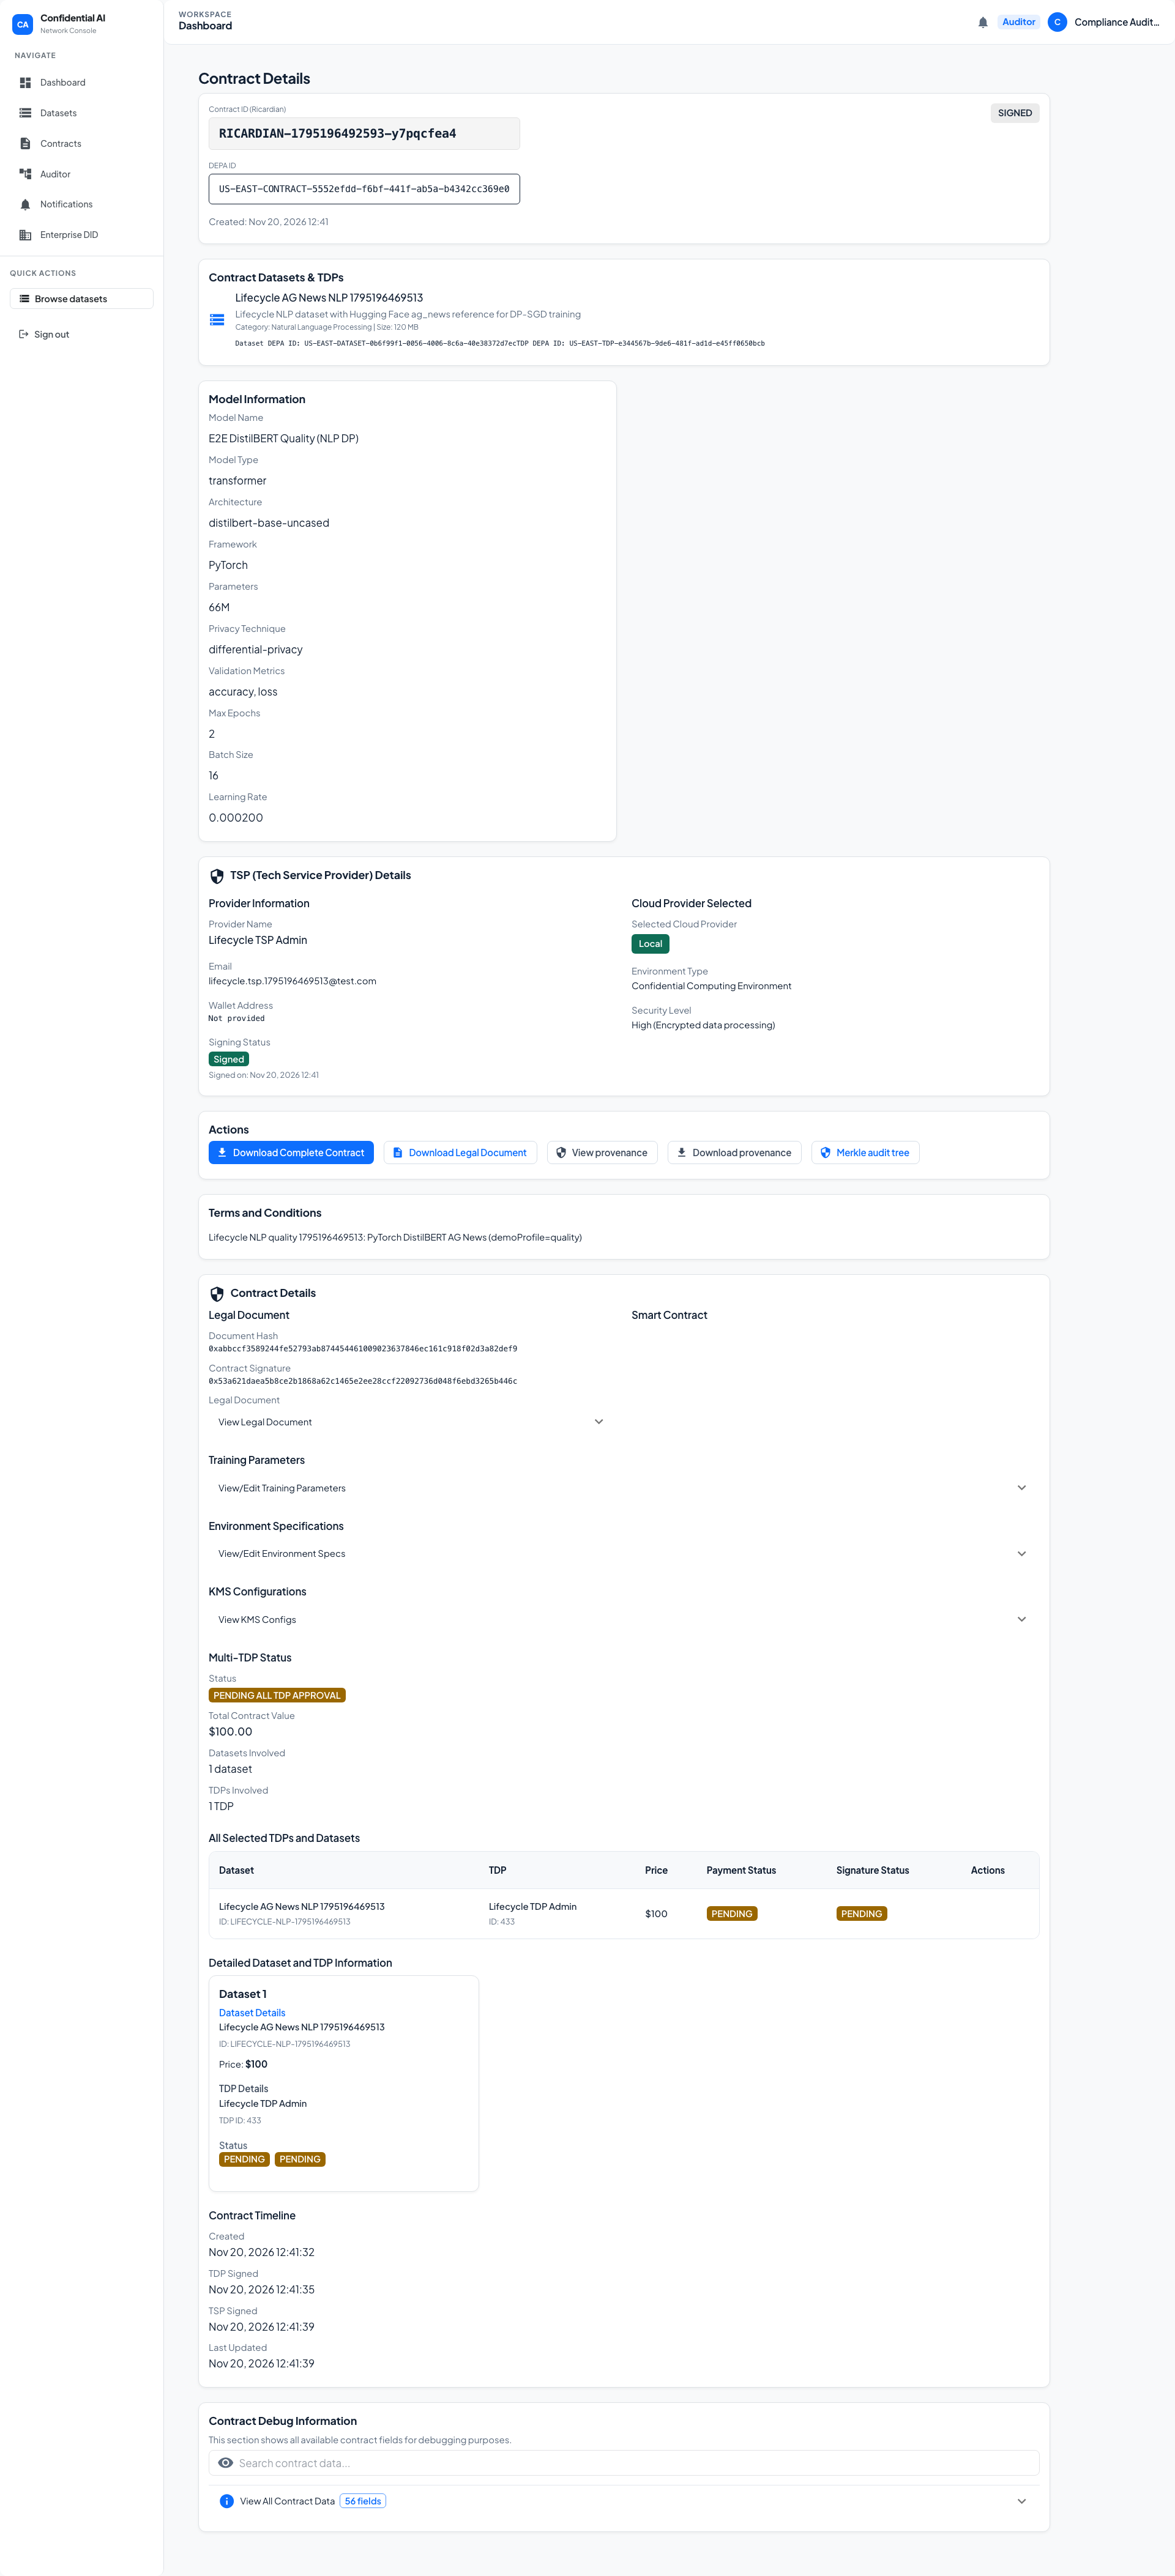 CA
Confidential AI
Network Console
NAVIGATE
Dashboard
Datasets
Contracts
Auditor
Notifications
Enterprise DID
QUICK ACTIONS
Browse datasets
Sign out
WORKSPACE
Dashboard
Auditor
C
Compliance Audit...
Contract Details
Contract ID (Ricardian)
RICARDIAN-1795196492593-y7pqcfea4
SIGNED
DEPA ID
US-EAST-CONTRACT-5552efdd-f6bf-441f-ab5a-b4342cc369e0
Created: Nov 20, 2026 12:41
Contract Datasets & TDPs
Lifecycle AG News NLP 1795196469513
Lifecycle NLP dataset with Hugging Face ag_news reference for DP-SGD training
Category: Natural Language Processing | Size: 120 MB
Dataset DEPA ID: US-EAST-DATASET-0b6f99f1-0056-4006-8c6a-40e38372d7ecTDP DEPA ID: US-EAST-TDP-e344567b-9de6-481f-ad1d-e45ff0650bcb
Model Information
Model Name
E2E DistilBERT Quality (NLP DP)
Model Type
transformer
Architecture
distilbert-base-uncased
Framework
PyTorch
Parameters
66M
Privacy Technique
differential-privacy
Validation Metrics
accuracy, loss
Max Epochs
2
Batch Size
16
Learning Rate
0.000200
TSP (Tech Service Provider) Details
Provider Information
Provider Name
Lifecycle TSP Admin
Email
lifecycle.tsp.1795196469513@test.com
Wallet Address
Not provided
Signing Status
Signed
Signed on: Nov 20, 2026 12:41
Cloud Provider Selected
Selected Cloud Provider
Local
Environment Type
Confidential Computing Environment
Security Level
High (Encrypted data processing)
Actions
Download Complete Contract
Download Legal Document
View provenance
Download provenance
Merkle audit tree
Terms and Conditions
Lifecycle NLP quality 1795196469513: PyTorch DistilBERT AG News (demoProfile=quality)
Contract Details
Legal Document
Smart Contract
Document Hash
0xabbccf3589244fe52793ab874454461009023637846ec161c918f02d3a82def9
Contract Signature
0x53a621daea5b8ce2b1868a62c1465e2ee28ccf22092736d048f6ebd3265b446c
Legal Document
View Legal Document
Training Parameters
View/Edit Training Parameters
Environment Specifications
View/Edit Environment Specs
KMS Configurations
View KMS Configs
Multi-TDP Status
Status
PENDING ALL TDP APPROVAL
Total Contract Value
$100.00
Datasets Involved
1 dataset
TDPs Involved
1 TDP
All Selected TDPs and Datasets
Dataset TDP Price Payment Status Signature Status Actions
Lifecycle AG News NLP 1795196469513 Lifecycle TDP Admin $100 PENDING PENDING
ID: LIFECYCLE-NLP-1795196469513 ID: 433
Detailed Dataset and TDP Information
Dataset 1
Dataset Details
Lifecycle AG News NLP 1795196469513
ID: LIFECYCLE-NLP-1795196469513
Price: $100
TDP Details
Lifecycle TDP Admin
TDP ID: 433
Status
PENDING PENDING
Contract Timeline
Created
Nov 20, 2026 12:41:32
TDP Signed
Nov 20, 2026 12:41:35
TSP Signed
Nov 20, 2026 12:41:39
Last Updated
Nov 20, 2026 12:41:39
Contract Debug Information
This section shows all available contract fields for debugging purposes.
Search contract data...
View All Contract Data 56 fields